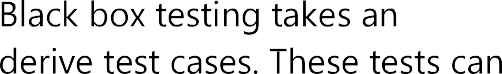 Black box testing takes an
derive test cases. These tests can